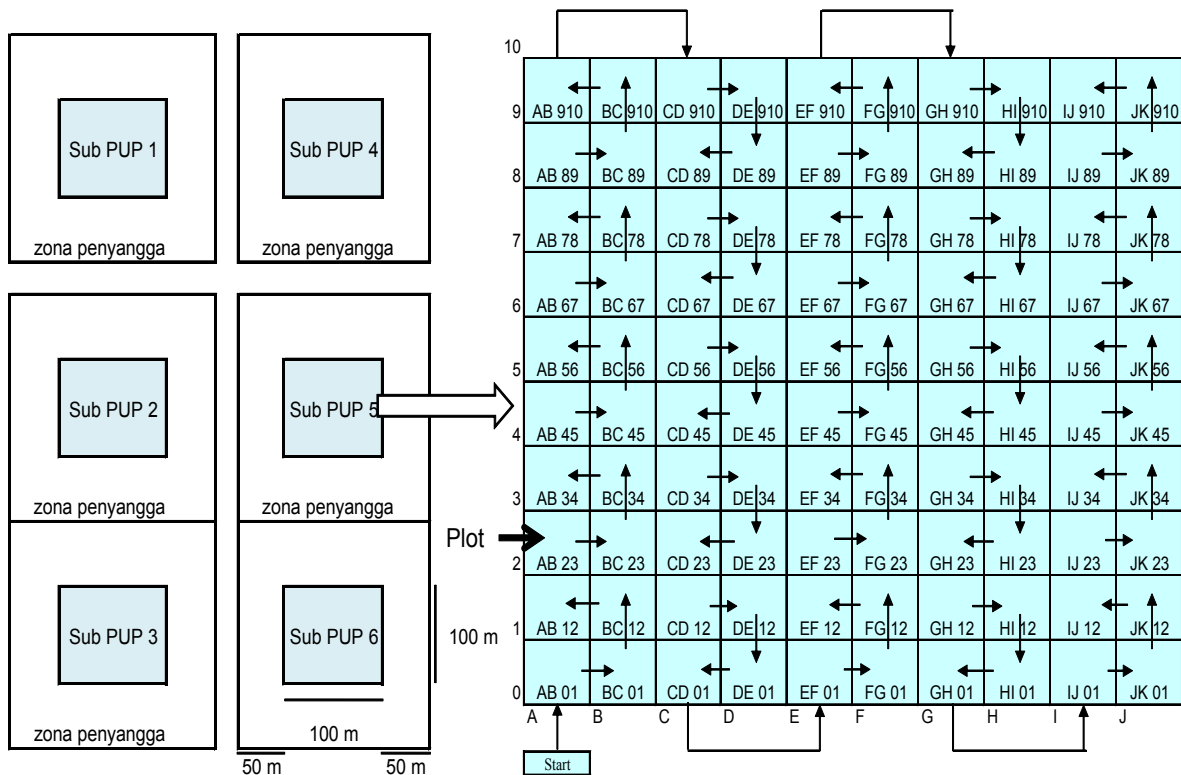 Sub PUP 1
zona penyangga
Sub PUP 4
zona penyangga
Sub PUP 2
zona penyangga
Sub PUP 5
zona penyangga
Sub PUP 3
zona penyangga
Sub PUP 6
100 m
100 m
50 m
50 m
Plot
10
9
AB 910 BC 910 CD 910 DE 910 EF 910 FG 910 GH 910 HI 910 IJ 910 JK 910
8
AB 89 BC 89 CD 89 DE 89 EF 89 FG 89 GH 89 HI 89 IJ 89 JK 89
7
AB 78 BC 78 CD 78 DE 78 EF 78 FG 78 GH 78 HI 78 IJ 78 JK 78
6
AB 67 BC 67 CD 67 DE 67 EF 67 FG 67 GH 67 HI 67 IJ 67 JK 67
5
AB 56 BC 56 CD 56 DE 56 EF 56 FG 56 GH 56 HI 56 IJ 56 JK 56
4
AB 45 BC 45 CD 45 DE 45 EF 45 FG 45 GH 45 HI 45 IJ 45 JK 45
3
AB 34 BC 34 CD 34 DE 34 EF 34 FG 34 GH 34 HI 34 IJ 34 JK 34
2
AB 23 BC 23 CD 23 DE 23 EF 23 FG 23 GH 23 HI 23 IJ 23 JK 23
1
AB 12 BC 12 CD 12 DE 12 EF 12 FG 12 GH 12 HI 12 IJ 12 JK 12
0
AB 01 BC 01 CD 01 DE 01 EF 01 FG 01 GH 01 HI 01 IJ 01 JK 01
A B C D E F G H I J
Start